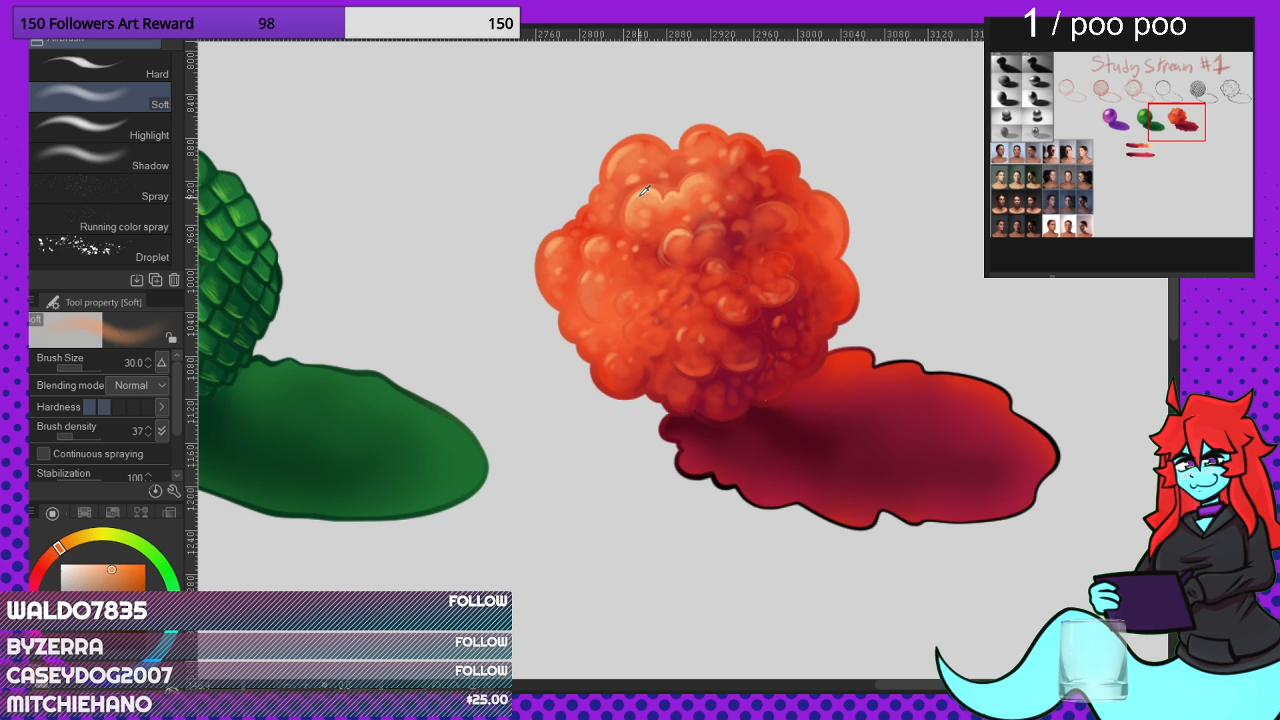 150 Followers Art Reward 98 150
1 / poo poo
Study Stream #1
2760 2800 2840 2880 2920 2960 3000 3040 3080 3120
Hard
Soft
Highlight
Shadow
Spray
Running color spray
Droplet
Tool property [Soft]
Brush Size 30.0
Blending mode Normal
Hardness
Brush density 37
Continuous spraying
Stabilization 100
WALDO7835 FOLLOW
BYZERRA FOLLOW
CASEYDOG2007 FOLLOW
MITCHIEHANO $25.00